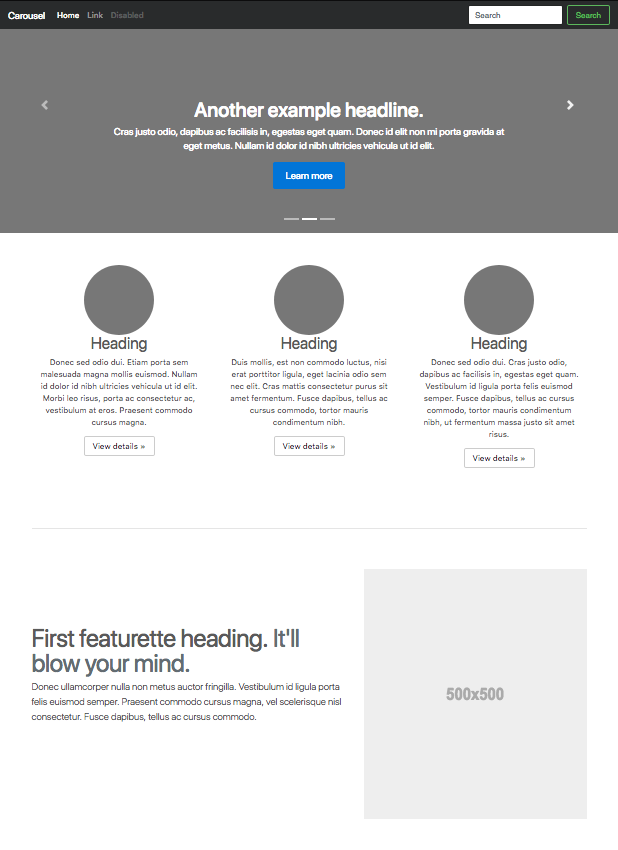 Carousel Home Link Disabled Search Search
Another example headline.
Cras justo odio, dapibus ac facilisis in, egestas eget quam. Donec id elit non mi porta gravida at
eget metus. Nullam id dolor id nibh ultricies vehicula ut id elit.
Learn more
Heading
Donec sed odio dui. Etiam porta sem
malesuada magna mollis euismod. Nullam
id dolor id nibh ultricies vehicula ut id elit.
Morbi leo risus, porta ac consectetur ac,
vestibulum at eros. Praesent commodo
cursus magna.
View details »
Heading
Duis mollis, est non commodo luctus, nisi
erat porttitor ligula, eget lacinia odio sem
nec elit. Cras mattis consectetur purus sit
amet fermentum. Fusce dapibus, tellus ac
cursus commodo, tortor mauris
condimentum nibh.
View details »
Heading
Donec sed odio dui. Cras justo odio,
dapibus ac facilisis in, egestas eget quam.
Vestibulum id ligula porta felis euismod
semper. Fusce dapibus, tellus ac cursus
commodo, tortor mauris condimentum
nibh, ut fermentum massa justo sit amet
risus.
View details »
First featurette heading. It'll
blow your mind.
Donec ullamcorper nulla non metus auctor fringilla. Vestibulum id ligula porta
felis euismod semper. Praesent commodo cursus magna, vel scelerisque nisl
consectetur. Fusce dapibus, tellus ac cursus commodo.
500x500